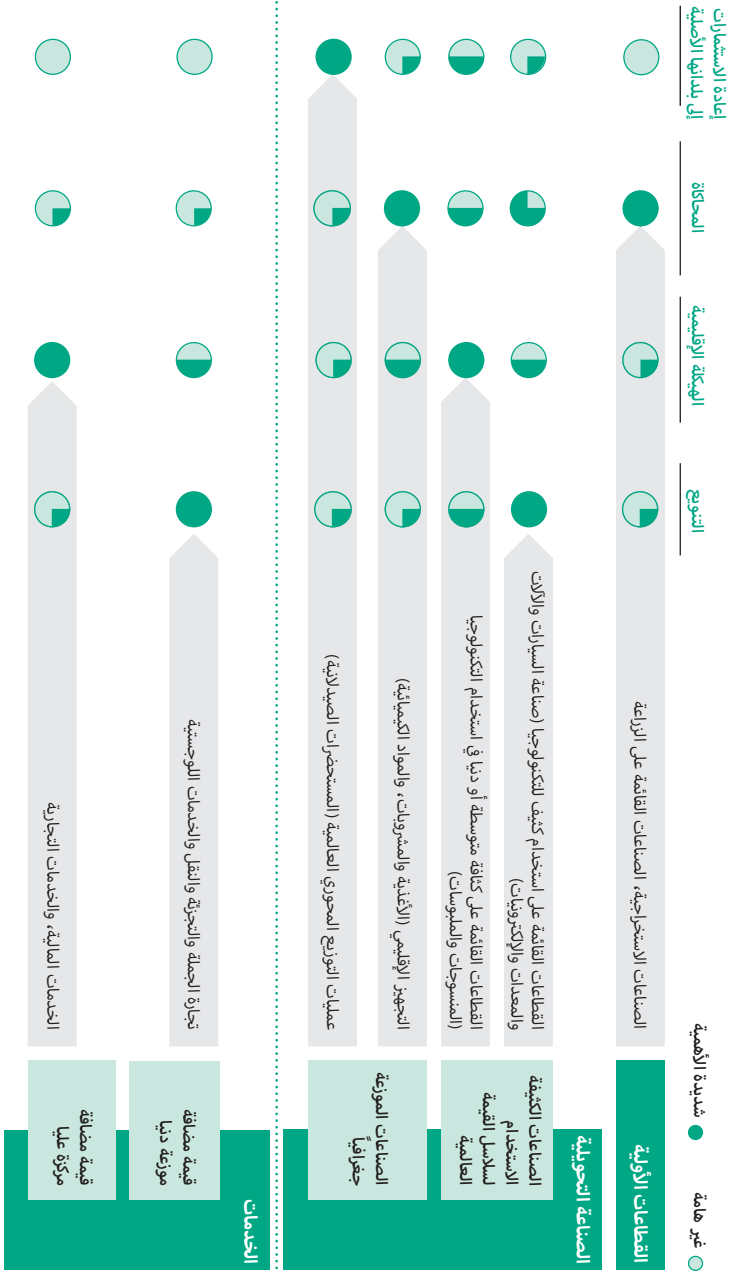 شديدة الأهمية
غير هامة
إعادة الاستثمارات
إلى بلدانها الأصلية
المحاكاة
الهيكلة الإقليمية
التنويع
القطاعات الأولية
الصناعات الاستخراجية، الصناعات القائمة على الزراعة
الصناعة التحويلية
الصناعات الكثيفة
الاستخدام
لسلاسل القيمة
العالمية
القطاعات القائمة على استخدام كثيف للتكنولوجيا (صناعة السيارات والآلات
والمعدات والإلكترونيات)
القطاعات القائمة على كثافة متوسطة أو دنيا في استخدام التكنولوجيا
(المنسوجات والملبوسات)
الصناعات الموزعة
جغرافياً
التجهيز الإقليمي (الأغذية والمشروبات، والمواد الكيميائية)
عمليات التوزيع المحوري العالمية (المستحضرات الصيدلانية)
الخدمات
قيمة مضافة
موزعة دنيا
تجارة الجملة والتجزئة والنقل والخدمات اللوجستية
قيمة مضافة
مركزة عليا
الخدمات المالية، والخدمات التجارية